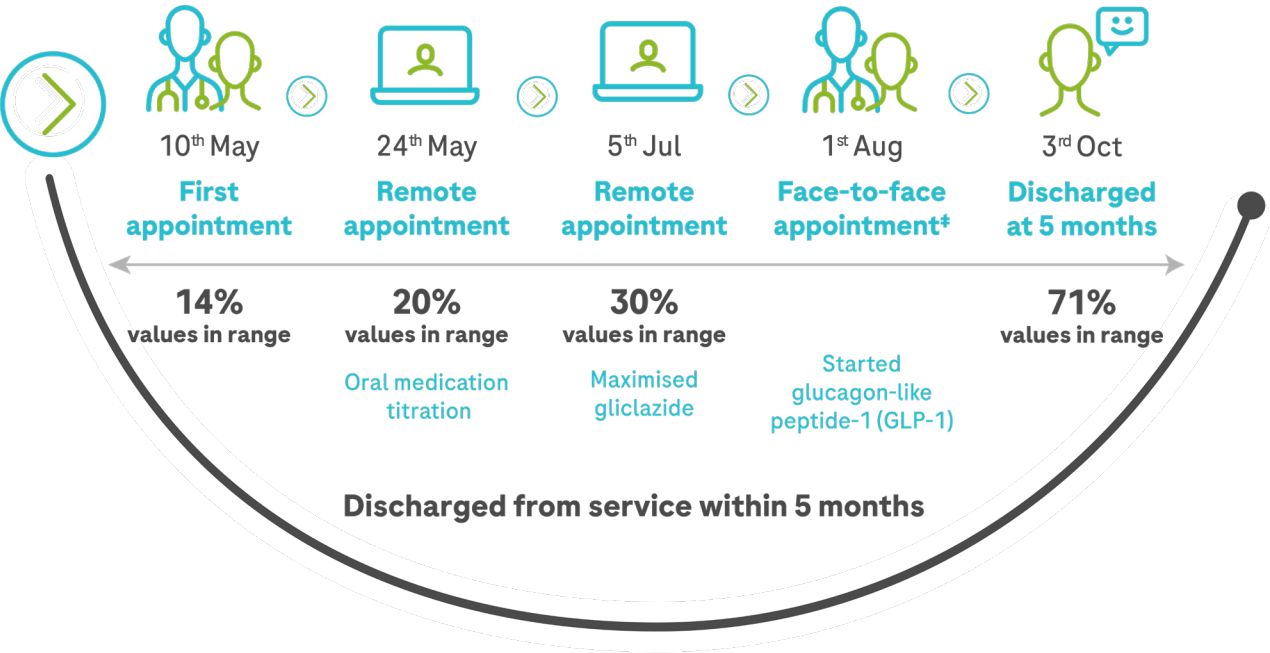 10th May
24th May
5th Jul
1st Aug
3rd Oct
First
appointment
Remote
appointment
Remote
appointment
Face-to-face
appointment‡
Discharged
at 5 months
14%
values in range
20%
values in range
30%
values in range
71%
values in range
Oral medication
titration
Maximised
gliclazide
Started
glucagon-like
peptide-1 (GLP-1)
Discharged from service within 5 months